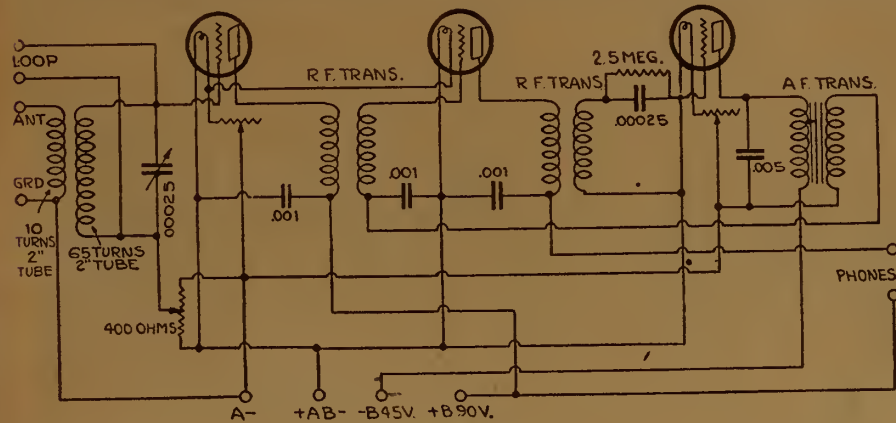 LOOP
ANT.
GRD
10
TURNS
2"
TUBE
65 TURNS
2" TUBE
.00025
400 OHMS
R F. TRANS.
.001
.001
.001
R F. TRANS.
2.5 MEG.
.00025
A F. TRANS.
.005
PHONES
A-
+AB-
-B45V.
+B90V.